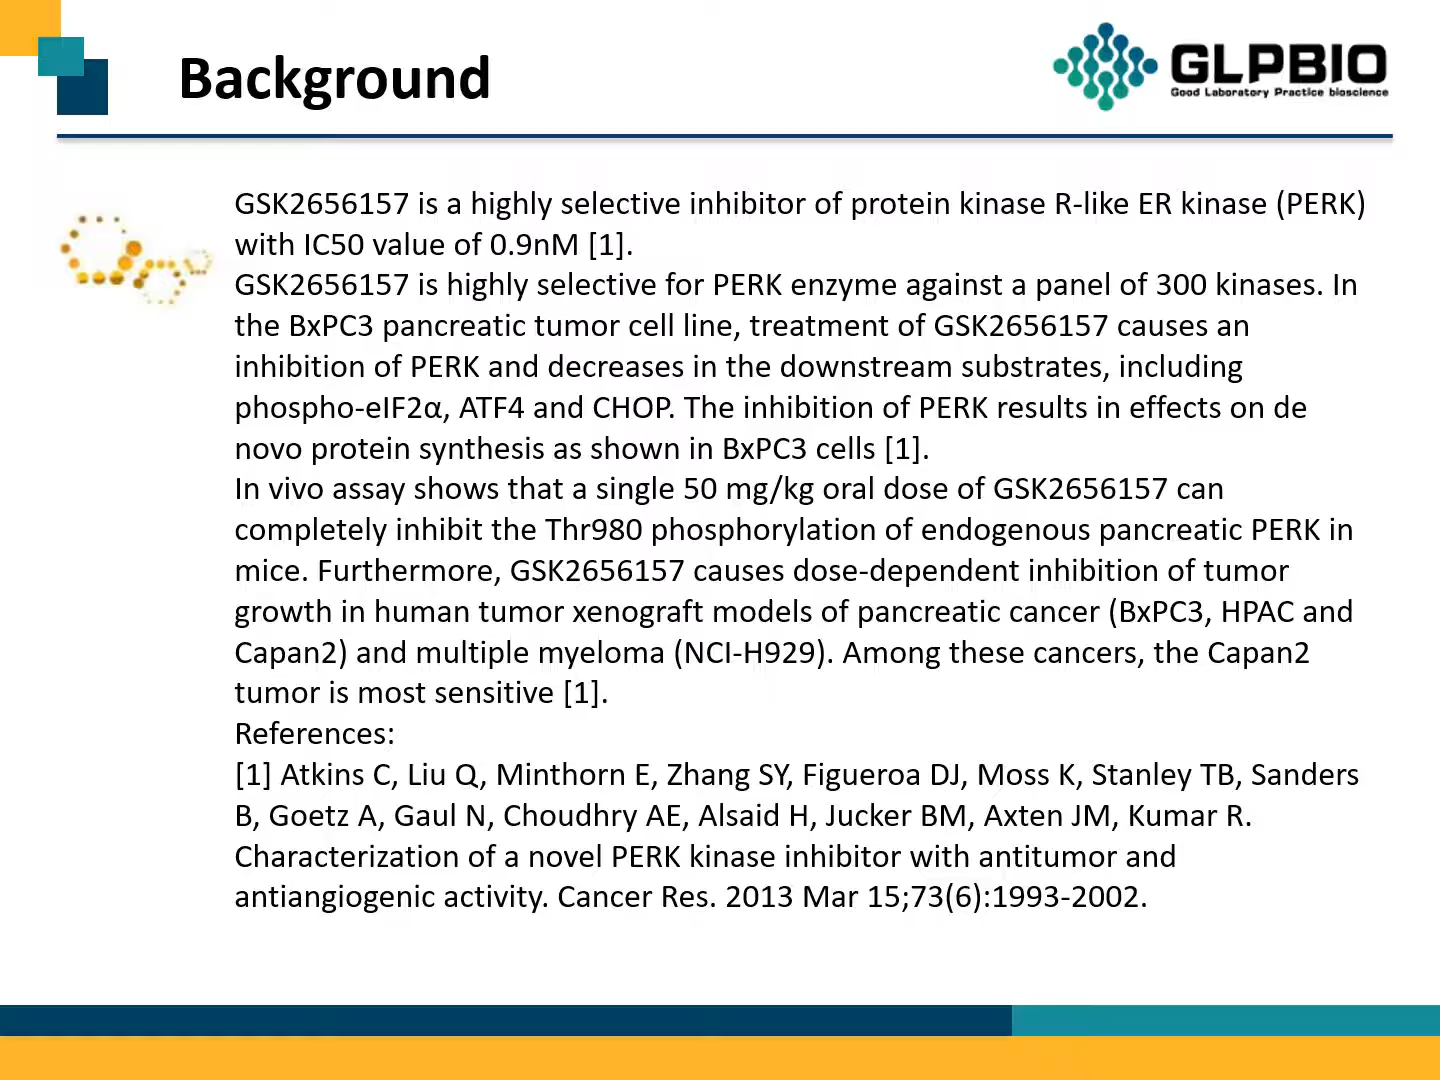 Background
GLPBIO
Good Laboratory Practice bioscience
GSK2656157 is a highly selective inhibitor of protein kinase R-like ER kinase (PERK)
with IC50 value of 0.9nM [1].
GSK2656157 is highly selective for PERK enzyme against a panel of 300 kinases. In
the BxPC3 pancreatic tumor cell line, treatment of GSK2656157 causes an
inhibition of PERK and decreases in the downstream substrates, including
phospho-eIF2α, ATF4 and CHOP. The inhibition of PERK results in effects on de
novo protein synthesis as shown in BxPC3 cells [1].
In vivo assay shows that a single 50 mg/kg oral dose of GSK2656157 can
completely inhibit the Thr980 phosphorylation of endogenous pancreatic PERK in
mice. Furthermore, GSK2656157 causes dose-dependent inhibition of tumor
growth in human tumor xenograft models of pancreatic cancer (BxPC3, HPAC and
Capan2) and multiple myeloma (NCI-H929). Among these cancers, the Capan2
tumor is most sensitive [1].
References:
[1] Atkins C, Liu Q, Minthorn E, Zhang SY, Figueroa DJ, Moss K, Stanley TB, Sanders
B, Goetz A, Gaul N, Choudhry AE, Alsaid H, Jucker BM, Axten JM, Kumar R.
Characterization of a novel PERK kinase inhibitor with antitumor and
antiangiogenic activity. Cancer Res. 2013 Mar 15;73(6):1993-2002.